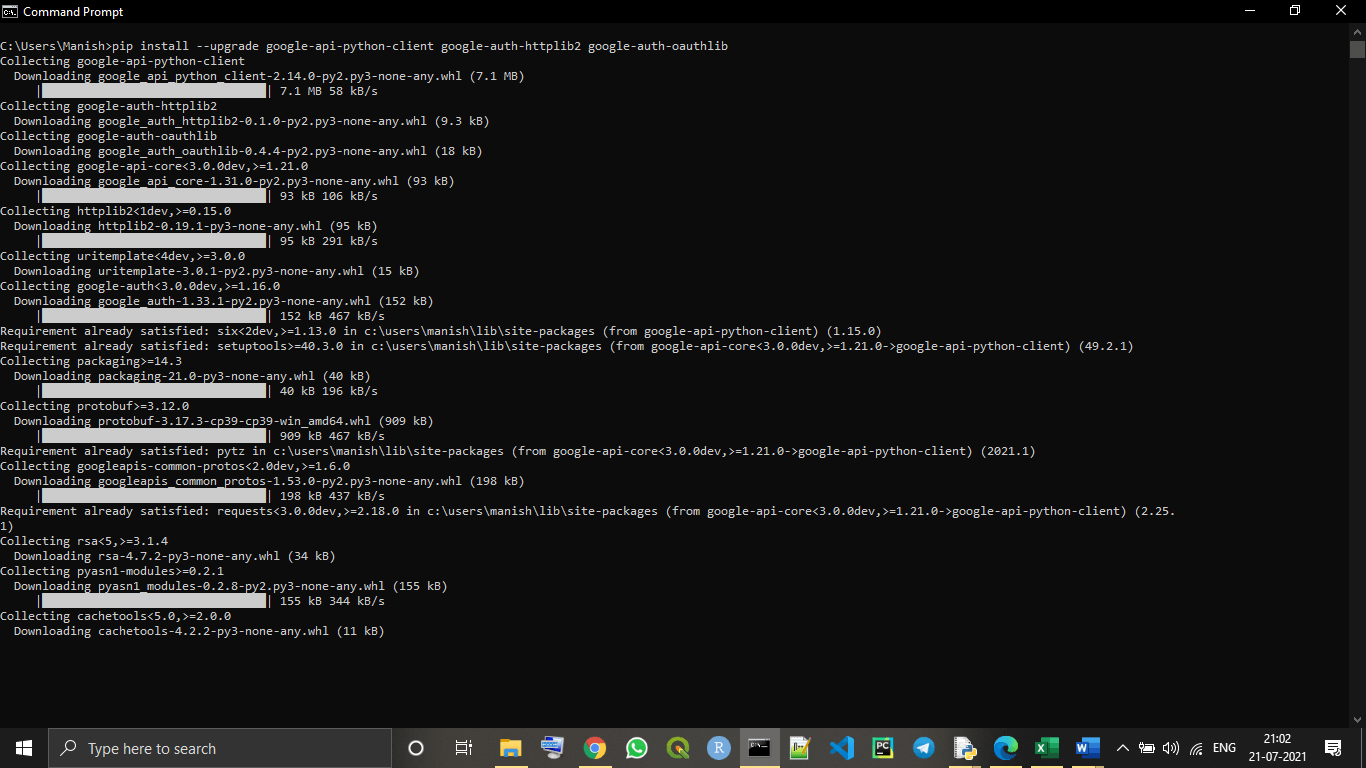 Command Prompt
C:\Users\Manish>pip install --upgrade google-api-python-client google-auth-httplib2 google-auth-oauthlib
Collecting google-api-python-client
  Downloading google_api_python_client-2.14.0-py2.py3-none-any.whl (7.1 MB)
     |                                | 7.1 MB 58 kB/s
Collecting google-auth-httplib2
  Downloading google_auth_httplib2-0.1.0-py2.py3-none-any.whl (9.3 kB)
Collecting google-auth-oauthlib
  Downloading google_auth_oauthlib-0.4.4-py2.py3-none-any.whl (18 kB)
Collecting google-api-core<3.0.0dev,>=1.21.0
  Downloading google_api_core-1.31.0-py2.py3-none-any.whl (93 kB)
     |                                | 93 kB 106 kB/s
Collecting httplib2<1dev,>=0.15.0
  Downloading httplib2-0.19.1-py3-none-any.whl (95 kB)
     |                                | 95 kB 291 kB/s
Collecting uritemplate<4dev,>=3.0.0
  Downloading uritemplate-3.0.1-py2.py3-none-any.whl (15 kB)
Collecting google-auth<3.0.0dev,>=1.16.0
  Downloading google_auth-1.33.1-py2.py3-none-any.whl (152 kB)
     |                                | 152 kB 467 kB/s
Requirement already satisfied: six<2dev,>=1.13.0 in c:\users\manish\lib\site-packages (from google-api-python-client) (1.15.0)
Requirement already satisfied: setuptools>=40.3.0 in c:\users\manish\lib\site-packages (from google-api-core<3.0.0dev,>=1.21.0->google-api-python-client) (49.2.1)
Collecting packaging>=14.3
  Downloading packaging-21.0-py3-none-any.whl (40 kB)
     |                                | 40 kB 196 kB/s
Collecting protobuf>=3.12.0
  Downloading protobuf-3.17.3-cp39-cp39-win_amd64.whl (909 kB)
     |                                | 909 kB 467 kB/s
Requirement already satisfied: pytz in c:\users\manish\lib\site-packages (from google-api-core<3.0.0dev,>=1.21.0->google-api-python-client) (2021.1)
Collecting googleapis-common-protos<2.0dev,>=1.6.0
  Downloading googleapis_common_protos-1.53.0-py2.py3-none-any.whl (198 kB)
     |                                | 198 kB 437 kB/s
Requirement already satisfied: requests<3.0.0dev,>=2.18.0 in c:\users\manish\lib\site-packages (from google-api-core<3.0.0dev,>=1.21.0->google-api-python-client) (2.25.
1)
Collecting rsa<5,>=3.1.4
  Downloading rsa-4.7.2-py3-none-any.whl (34 kB)
Collecting pyasn1-modules>=0.2.1
  Downloading pyasn1_modules-0.2.8-py2.py3-none-any.whl (155 kB)
     |                                | 155 kB 344 kB/s
Collecting cachetools<5.0,>=2.0.0
  Downloading cachetools-4.2.2-py3-none-any.whl (11 kB)
Type here to search
R
PC
ENG
21:02
21-07-2021